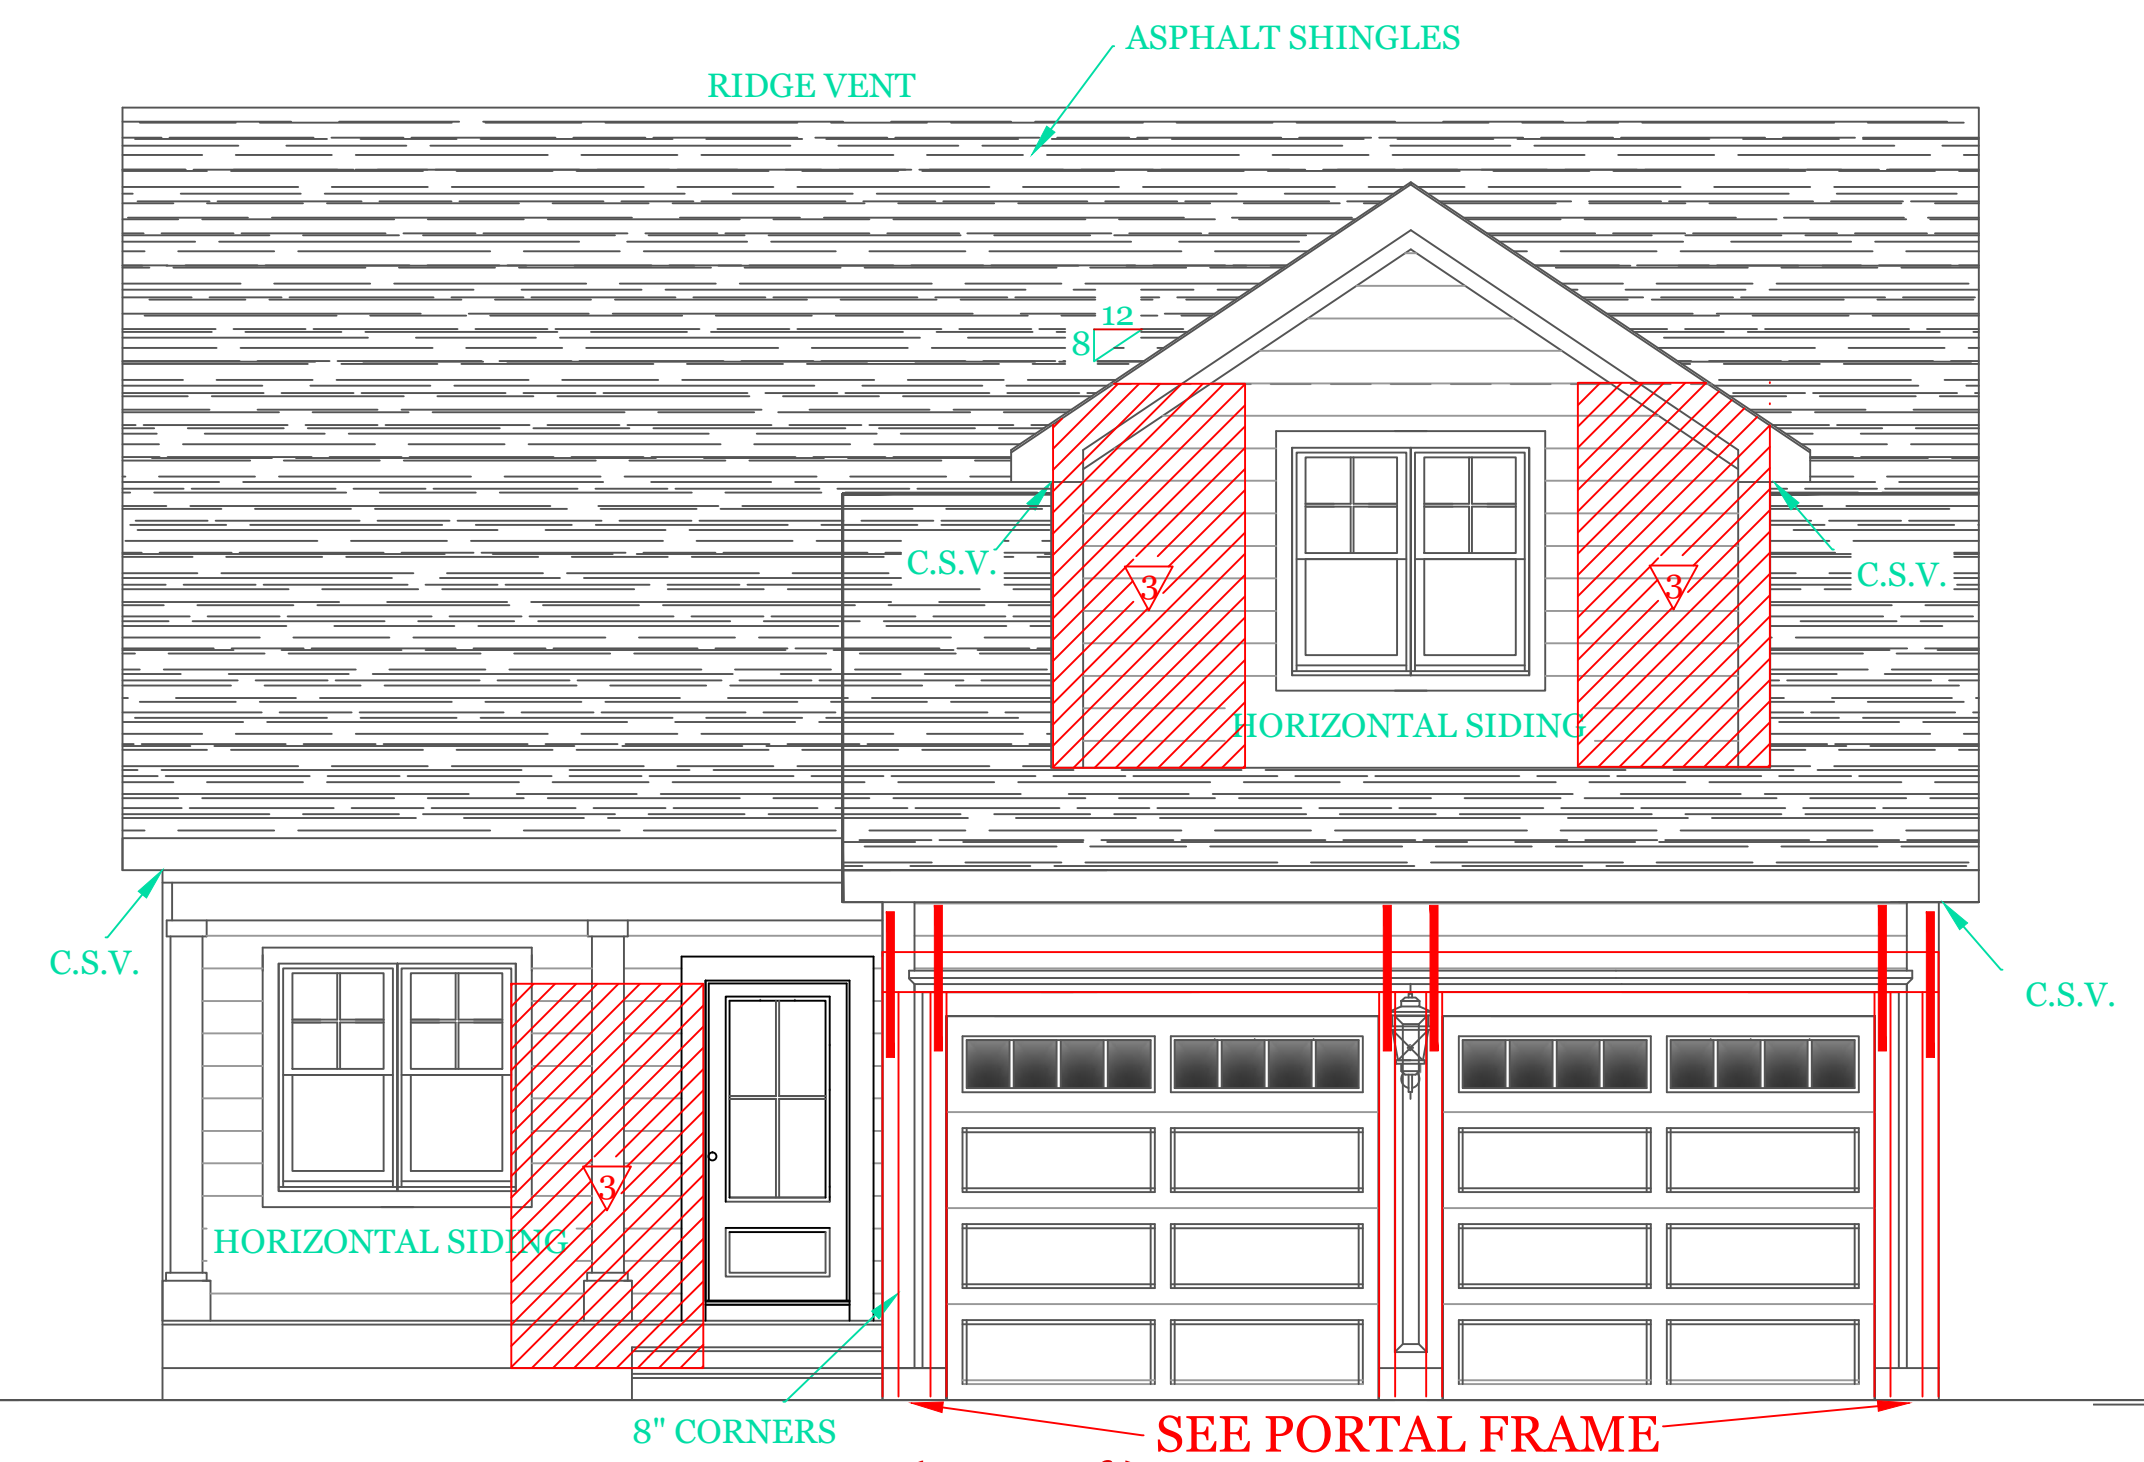 ASPHALT SHINGLES
RIDGE VENT
12
8
C.S.V.
C.S.V.
3
3
HORIZONTAL SIDING
C.S.V.
C.S.V.
3
HORIZONTAL SIDING
8" CORNERS
SEE PORTAL FRAME